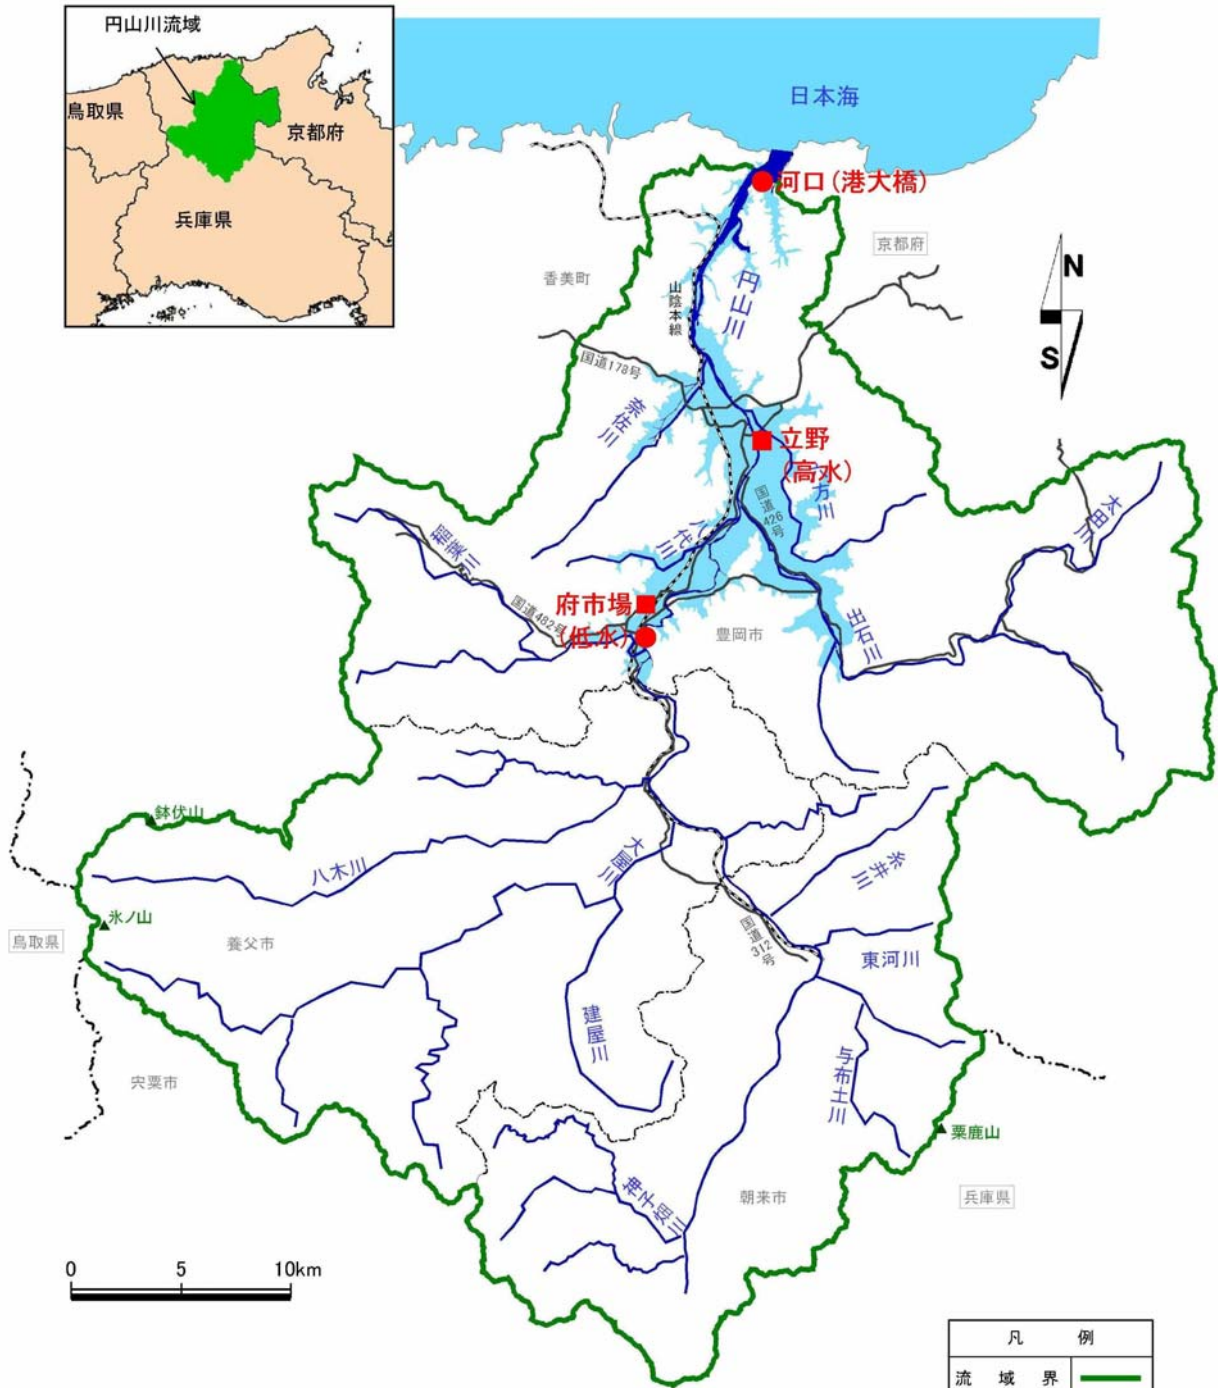 円山川流域
鳥取県
京都府
兵庫県
日本海
河口(港大橋)
京都府
香美町
山陰本線
円山川
N
S
国道178号
奈佐川
立野
(高水)
六方川
国道
426
号
八代川
太田川
稲葉川
国道482号
府市場
(低水)
豊岡市
出石川
鉢伏山
八木川
大屋川
糸井川
氷ノ山
鳥取県
養父市
国道
312
号
東河川
建屋川
与布土川
宍粟市
粟鹿山
神子畑川
朝来市
兵庫県
0 5 10km
凡 例
流 域 界